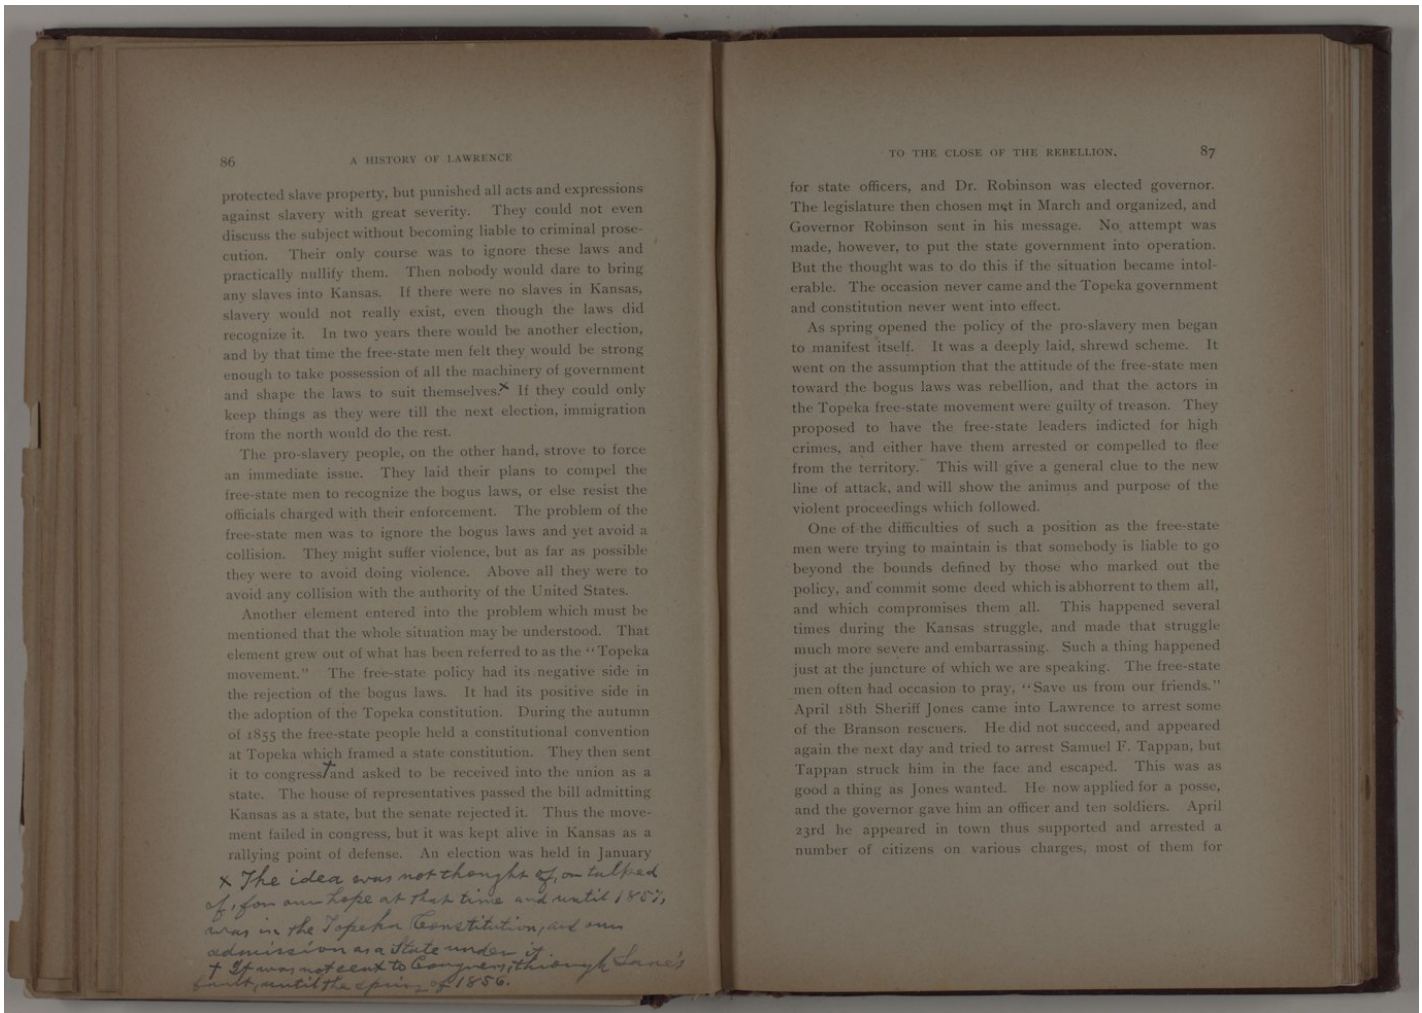 86 A HISTORY OF LAWRENCE
protected slave property, but punished all acts and expressions
against slavery with great severity. They could not even
discuss the subject without becoming liable to criminal prose-
cution. Their only course was to ignore these laws and
practically nullify them. Then nobody would dare to bring
any slaves into Kansas. If there were no slaves in Kansas,
slavery would not really exist, even though the laws did
recognize it. In two years there would be another election,
and by that time the free-state men felt they would be strong
enough to take possession of all the machinery of government
and shape the laws to suit themselves.x If they could only
keep things as they were till the next election, immigration
from the north would do the rest.
The pro-slavery people, on the other hand, strove to force
an immediate issue. They laid their plans to compel the
free-state men to recognize the bogus laws, or else resist the
officials charged with their enforcement. The problem of the
free-state men was to ignore the bogus laws and yet avoid a
collision. They might suffer violence, but as far as possible
they were to avoid doing violence. Above all they were to
avoid any collision with the authority of the United States.
Another element entered into the problem which must be
mentioned that the whole situation may be understood. That
element grew out of what has been referred to as the “Topeka
movement.” The free-state policy had its negative side in
the rejection of the bogus laws. It had its positive side in
the adoption of the Topeka constitution. During the autumn
of 1855 the free-state people held a constitutional convention
at Topeka which framed a state constitution. They then sent
it to congress†and asked to be received into the union as a
state. The house of representatives passed the bill admitting
Kansas as a state, but the senate rejected it. Thus the move-
ment failed in congress, but it was kept alive in Kansas as a
rallying point of defense. An election was held in January
x The idea was not thought of, or talked
of, for our hope at that time and until 1857,
was in the Topeka Constitution, and our
admission as a State under it.
† It was not sent to Congress, through Lane's
fault, until the spring of 1856.
TO THE CLOSE OF THE REBELLION. 87
for state officers, and Dr. Robinson was elected governor.
The legislature then chosen met in March and organized, and
Governor Robinson sent in his message. No attempt was
made, however, to put the state government into operation.
But the thought was to do this if the situation became intol-
erable. The occasion never came and the Topeka government
and constitution never went into effect.
As spring opened the policy of the pro-slavery men began
to manifest itself. It was a deeply laid, shrewd scheme. It
went on the assumption that the attitude of the free-state men
toward the bogus laws was rebellion, and that the actors in
the Topeka free-state movement were guilty of treason. They
proposed to have the free-state leaders indicted for high
crimes, and either have them arrested or compelled to flee
from the territory. This will give a general clue to the new
line of attack, and will show the animus and purpose of the
violent proceedings which followed.
One of the difficulties of such a position as the free-state
men were trying to maintain is that somebody is liable to go
beyond the bounds defined by those who marked out the
policy, and commit some deed which is abhorrent to them all,
and which compromises them all. This happened several
times during the Kansas struggle, and made that struggle
much more severe and embarrassing. Such a thing happened
just at the juncture of which we are speaking. The free-state
men often had occasion to pray, “Save us from our friends.”
April 18th Sheriff Jones came into Lawrence to arrest some
of the Branson rescuers. He did not succeed, and appeared
again the next day and tried to arrest Samuel F. Tappan, but
Tappan struck him in the face and escaped. This was as
good a thing as Jones wanted. He now applied for a posse,
and the governor gave him an officer and ten soldiers. April
23rd he appeared in town thus supported and arrested a
number of citizens on various charges, most of them for